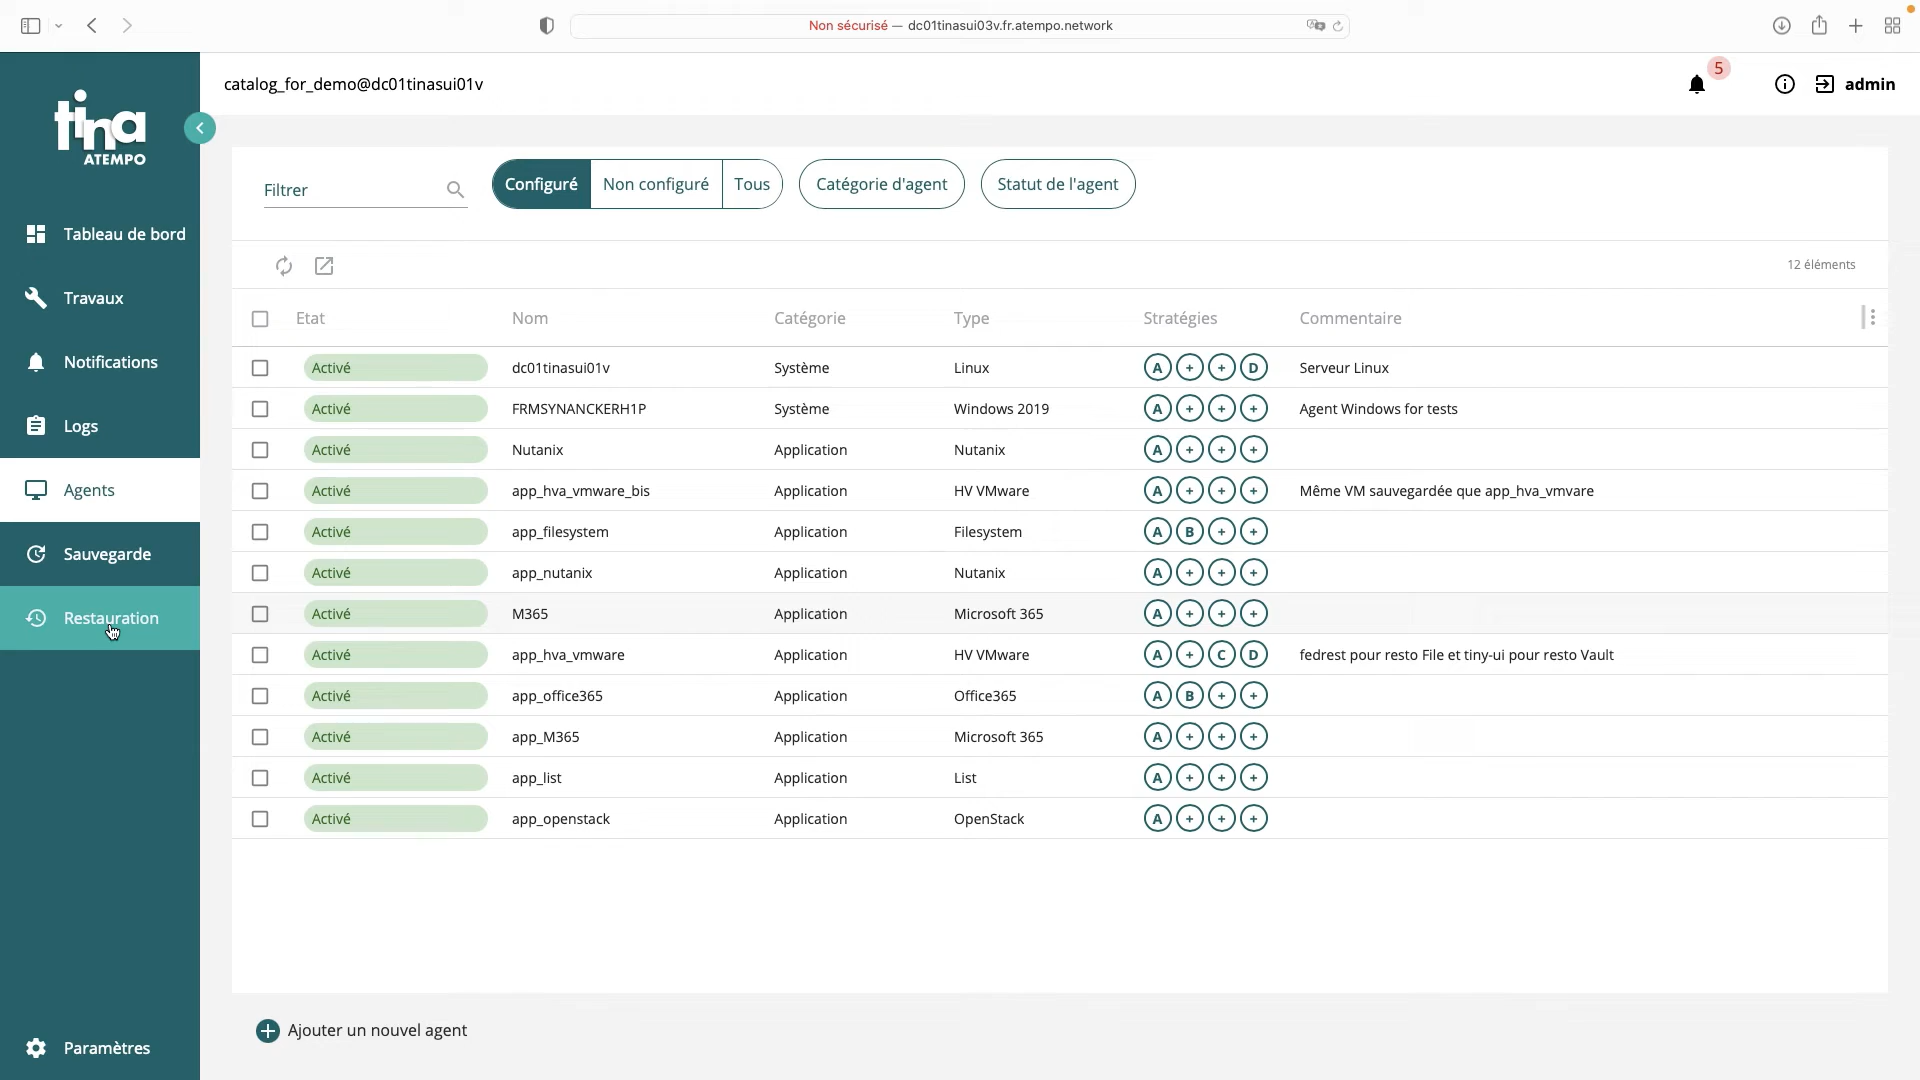 Non sécurisé — dc01tinasui03v.fr.atempo.network
tina
ATEMPO
catalog_for_demo@dc01tinasui01v
5
admin
Tableau de bord
Travaux
Notifications
Logs
Agents
Sauvegarde
Restauration
Paramètres
Filtrer
Configuré Non configuré Tous Catégorie d'agent Statut de l'agent
12 éléments
Etat Nom Catégorie Type Stratégies Commentaire
Activé dc01tinasui01v Système Linux A + + D Serveur Linux
Activé FRMSYNANCKERH1P Système Windows 2019 A + + + Agent Windows for tests
Activé Nutanix Application Nutanix A + + +
Activé app_hva_vmware_bis Application HV VMware A + + + Même VM sauvegardée que app_hva_vmvare
Activé app_filesystem Application Filesystem A B + +
Activé app_nutanix Application Nutanix A + + +
Activé M365 Application Microsoft 365 A + + +
Activé app_hva_vmware Application HV VMware A + C D fedrest pour resto File et tiny-ui pour resto Vault
Activé app_office365 Application Office365 A B + +
Activé app_M365 Application Microsoft 365 A + + +
Activé app_list Application List A + + +
Activé app_openstack Application OpenStack A + + +
Ajouter un nouvel agent